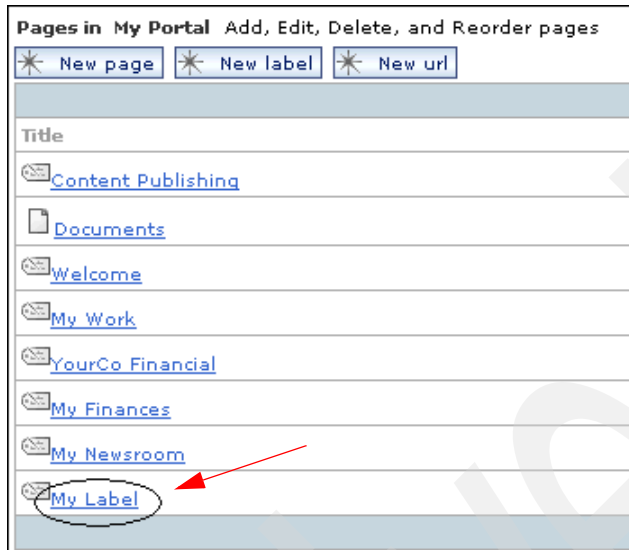 Pages in My Portal Add, Edit, Delete, and Reorder pages
New page New label New url
Title
Content Publishing
Documents
Welcome
My Work
YourCo Financial
My Finances
My Newsroom
My Label